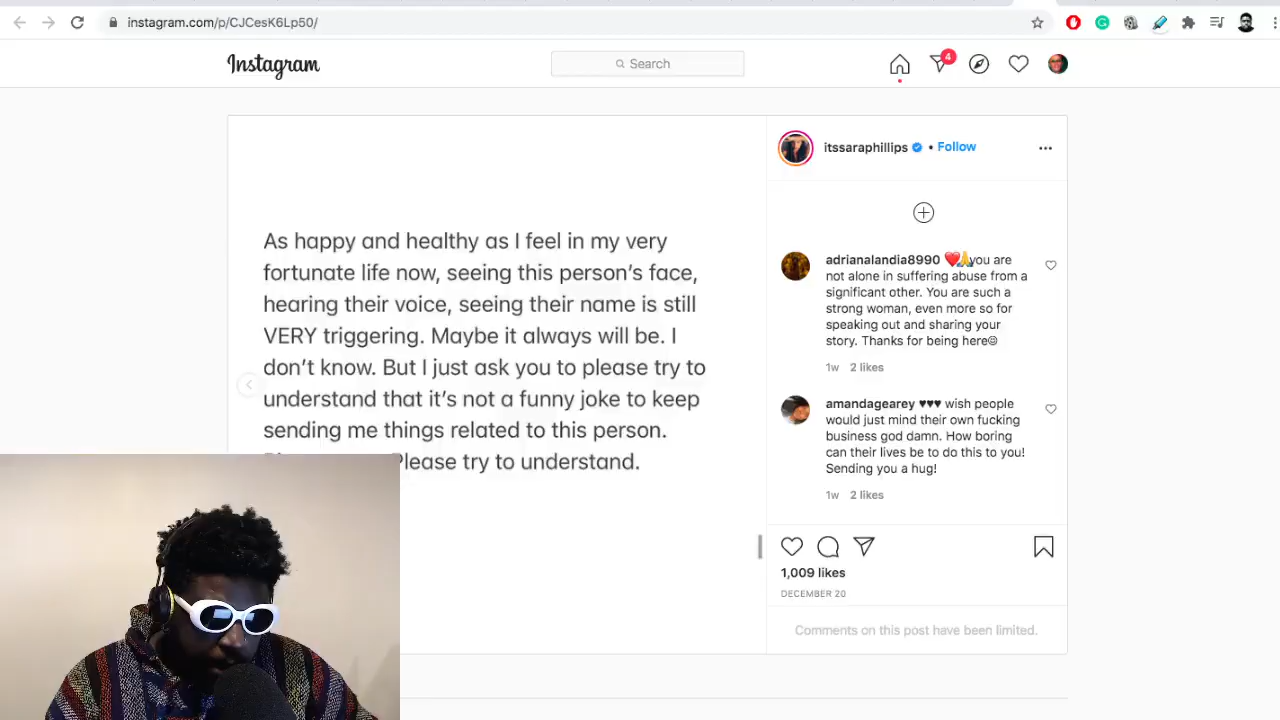 instagram.com/p/CJCesK6Lp50/
Instagram
Search
4
As happy and healthy as I feel in my very
fortunate life now, seeing this person's face,
hearing their voice, seeing their name is still
VERY triggering. Maybe it always will be. I
don't know. But I just ask you to please try to
understand that it's not a funny joke to keep
sending me things related to this person.
Please try to understand.
itssaraphillips • Follow
adrianalandia8990 ❤️🙏you are
not alone in suffering abuse from a
significant other. You are such a
strong woman, even more so for
speaking out and sharing your
story. Thanks for being here☺
1w 2 likes
amandagearey ♥♥♥ wish people
would just mind their own fucking
business god damn. How boring
can their lives be to do this to you!
Sending you a hug!
1w 2 likes
1,009 likes
DECEMBER 20
Comments on this post have been limited.